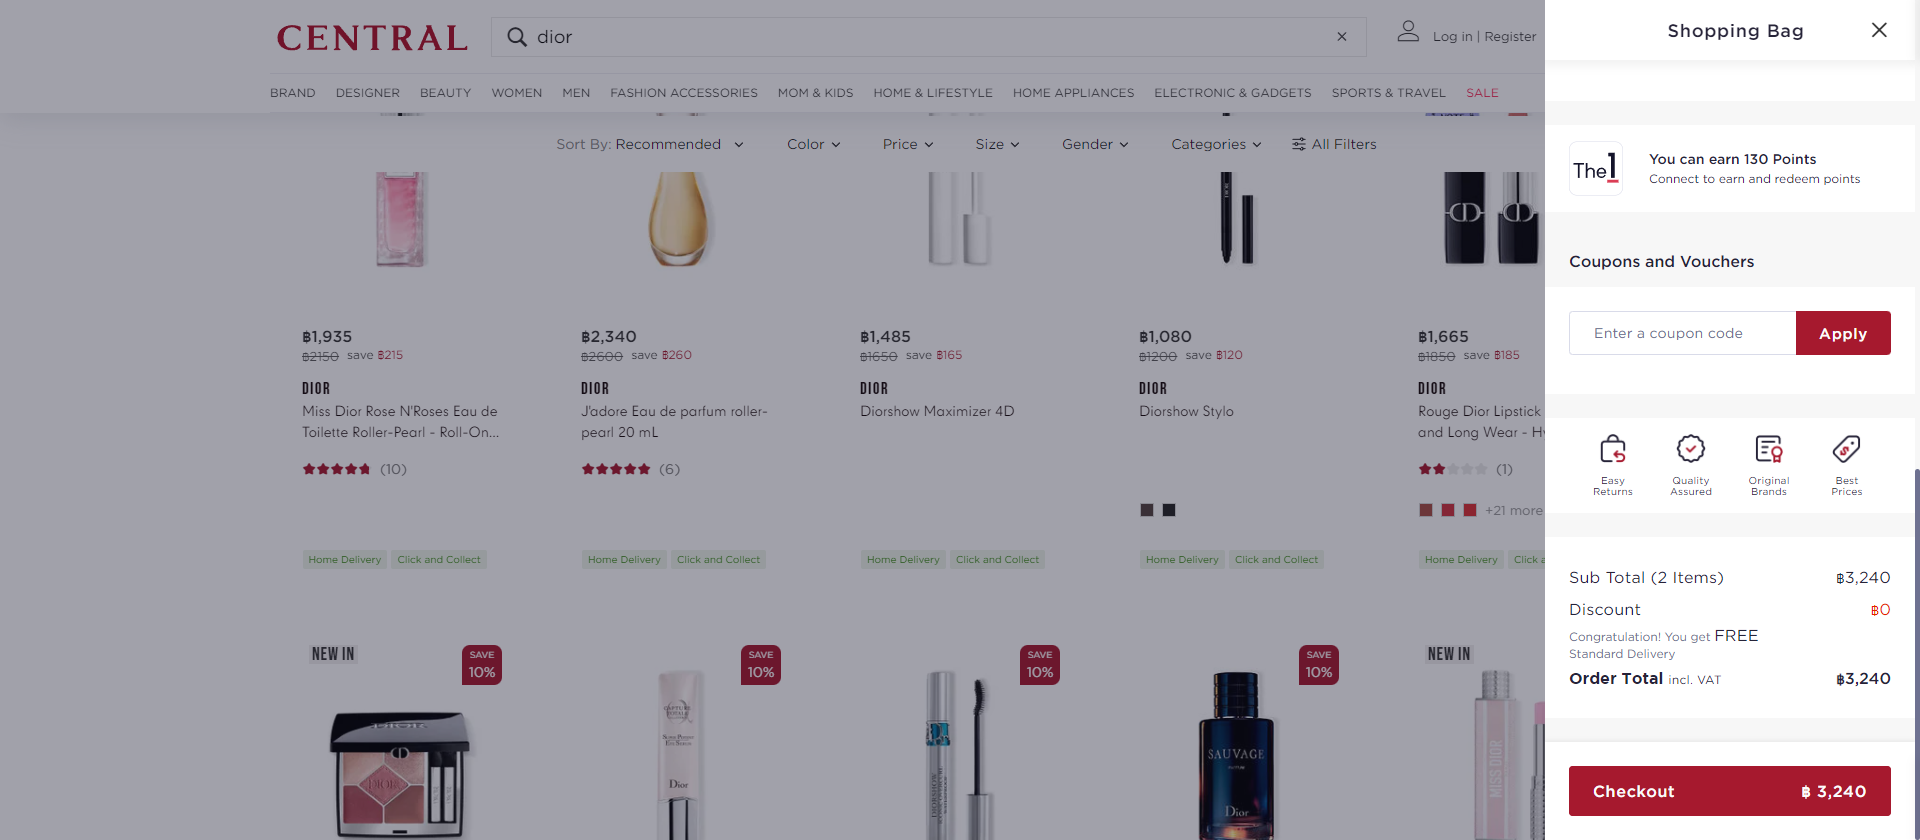 CENTRAL
dior
Log in | Register
BRAND DESIGNER BEAUTY WOMEN MEN FASHION ACCESSORIES MOM & KIDS HOME & LIFESTYLE HOME APPLIANCES ELECTRONIC & GADGETS SPORTS & TRAVEL SALE
Sort By: Recommended Color Price Size Gender Categories All Filters
฿1,935
฿2150 save ฿215
DIOR
Miss Dior Rose N'Roses Eau de
Toilette Roller-Pearl - Roll-On...
(10)
Home Delivery Click and Collect
฿2,340
฿2600 save ฿260
DIOR
J'adore Eau de parfum roller-
pearl 20 mL
(6)
Home Delivery Click and Collect
฿1,485
฿1650 save ฿165
DIOR
Diorshow Maximizer 4D
Home Delivery Click and Collect
฿1,080
฿1200 save ฿120
DIOR
Diorshow Stylo
Home Delivery Click and Collect
฿1,665
฿1850 save ฿185
DIOR
Rouge Dior Lipstick
and Long Wear - H
(1)
+21 more
Home Delivery Click
NEW IN
SAVE
10%
DIOR
SAVE
10%
Dior
SAVE
10%
DIORSHOW
SAVE
10%
SAUVAGE
Dior
NEW IN
MISS DIOR
Shopping Bag
The1
You can earn 130 Points
Connect to earn and redeem points
Coupons and Vouchers
Enter a coupon code
Apply
Easy
Returns
Quality
Assured
Original
Brands
Best
Prices
Sub Total (2 Items) ฿3,240
Discount ฿0
Congratulation! You get FREE
Standard Delivery
Order Total incl. VAT ฿3,240
Checkout ฿ 3,240